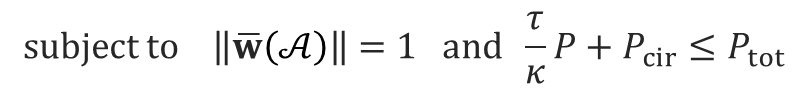 subject to ‖w̄(𝒜)‖ = 1 and τ/κ P + P_cir ≤ P_tot